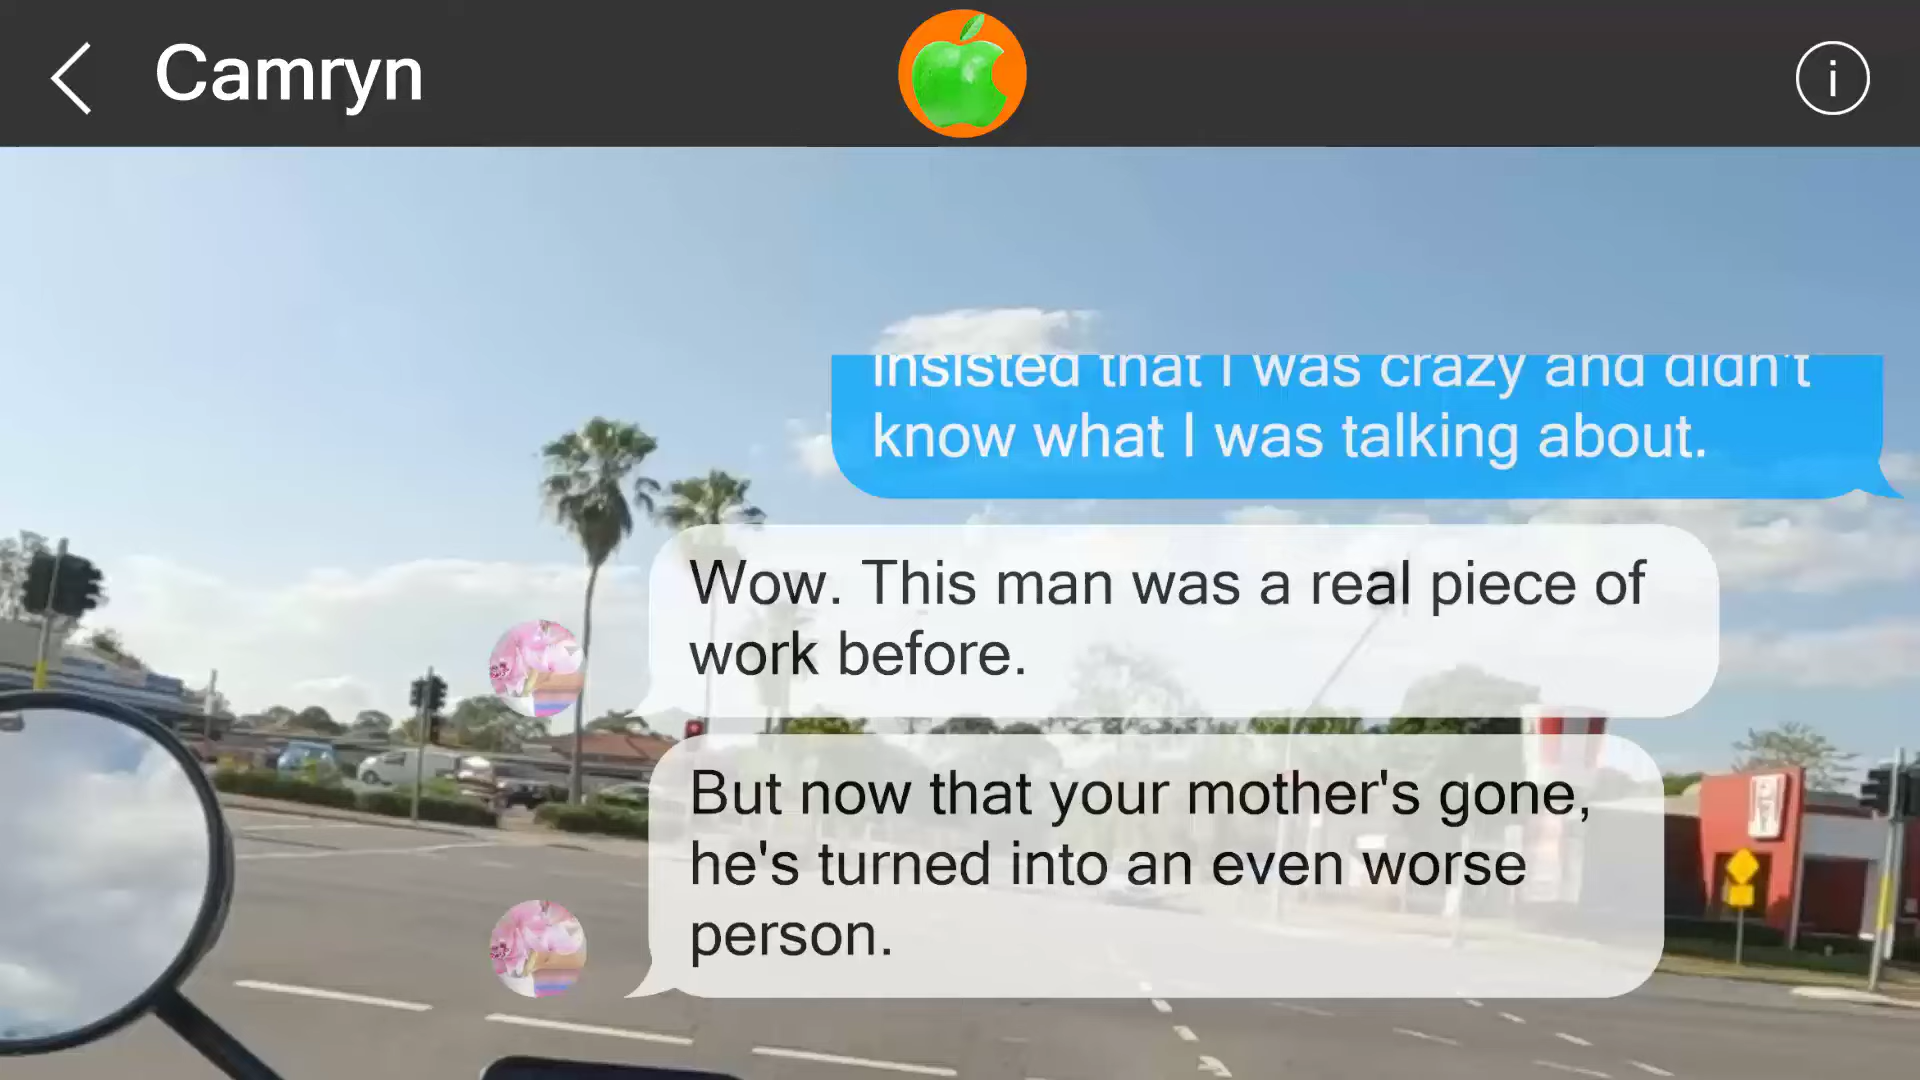 Camryn
i
insisted that I was crazy and didn't
know what I was talking about.
Wow. This man was a real piece of
work before.
But now that your mother's gone,
he's turned into an even worse
person.